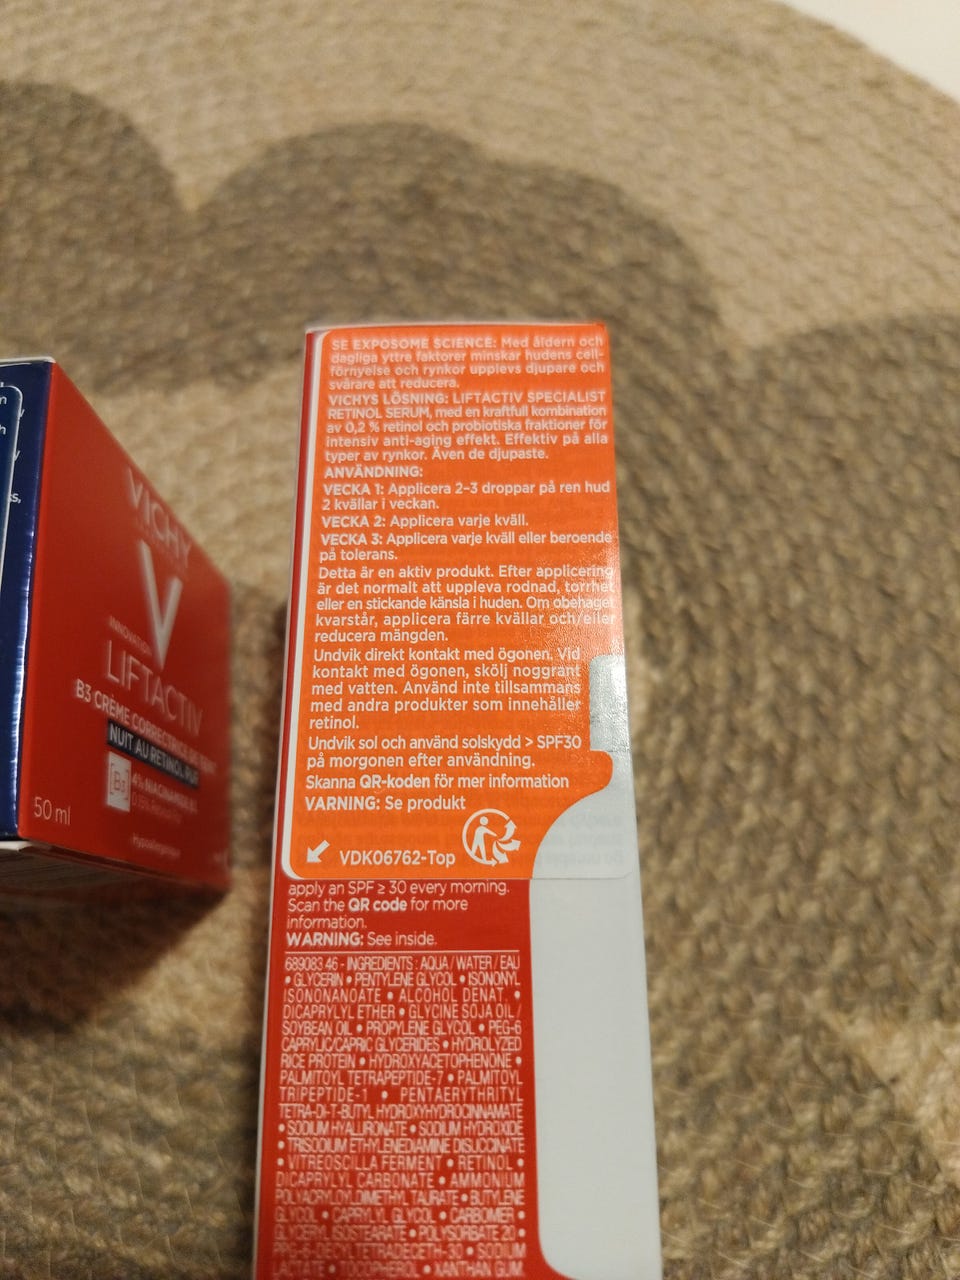 SE EXPOSOME SCIENCE: Med åldern och
dagliga yttre faktorer minskar hudens cell-
förnyelse och rynkor upplevs djupare och
svårare att reducera.
VICHYS LÖSNING: LIFTACTIV SPECIALIST
RETINOL SERUM, med en kraftfull kombination
av 0,2 % retinol och probiotiska fraktioner för
intensiv anti-aging effekt. Effektiv på alla
typer av rynkor. Även de djupaste.
ANVÄNDNING:
VECKA 1: Applicera 2–3 droppar på ren hud
2 kvällar i veckan.
VECKA 2: Applicera varje kväll.
VECKA 3: Applicera varje kväll eller beroende
på tolerans.
Detta är en aktiv produkt. Efter applicering
är det normalt att uppleva rodnad, torrhet
eller en stickande känsla i huden. Om obehaget
kvarstår, applicera färre kvällar och/eller
reducera mängden.
Undvik direkt kontakt med ögonen. Vid
kontakt med ögonen, skölj noggrant
med vatten. Använd inte tillsammans
med andra produkter som innehåller
retinol.
Undvik sol och använd solskydd > SPF30
på morgonen efter användning.
Skanna QR-koden för mer information
VARNING: Se produkt
VDK06762-Top
apply an SPF ≥ 30 every morning.
Scan the QR code for more
information.
WARNING: See inside.
689083 46 - INGREDIENTS : AQUA / WATER / EAU
• GLYCERIN • PENTYLENE GLYCOL • ISONONYL
ISONONANOATE • ALCOHOL DENAT. •
DICAPRYLYL ETHER • GLYCINE SOJA OIL /
SOYBEAN OIL • PROPYLENE GLYCOL • PEG-6
CAPRYLIC/CAPRIC GLYCERIDES • HYDROLYZED
RICE PROTEIN • HYDROXYACETOPHENONE •
PALMITOYL TETRAPEPTIDE-7 • PALMITOYL
TRIPEPTIDE-1 • PENTAERYTHRITYL
TETRA-DI-T-BUTYL HYDROXYHYDROCINNAMATE
• SODIUM HYALURONATE • SODIUM HYDROXIDE
• TRISODIUM ETHYLENEDIAMINE DISUCCINATE
• VITREOSCILLA FERMENT • RETINOL •
DICAPRYLYL CARBONATE • AMMONIUM
POLYACRYLOYLDIMETHYL TAURATE • BUTYLENE
GLYCOL • CAPRYLYL GLYCOL • CARBOMER •
GLYCERYL ISOSTEARATE • POLYSORBATE 20 •
PPG-6-DECYLTETRADECETH-30 • SODIUM
LACTATE • TOCOPHEROL • XANTHAN GUM.
VICHY
INNOVATION
LIFTACTIV
B3 CRÈME CORRECTRICE
NUIT AU RETINOL PUR
[B3]
4% NIACINAMIDE
50 ml
Hypoallergénique